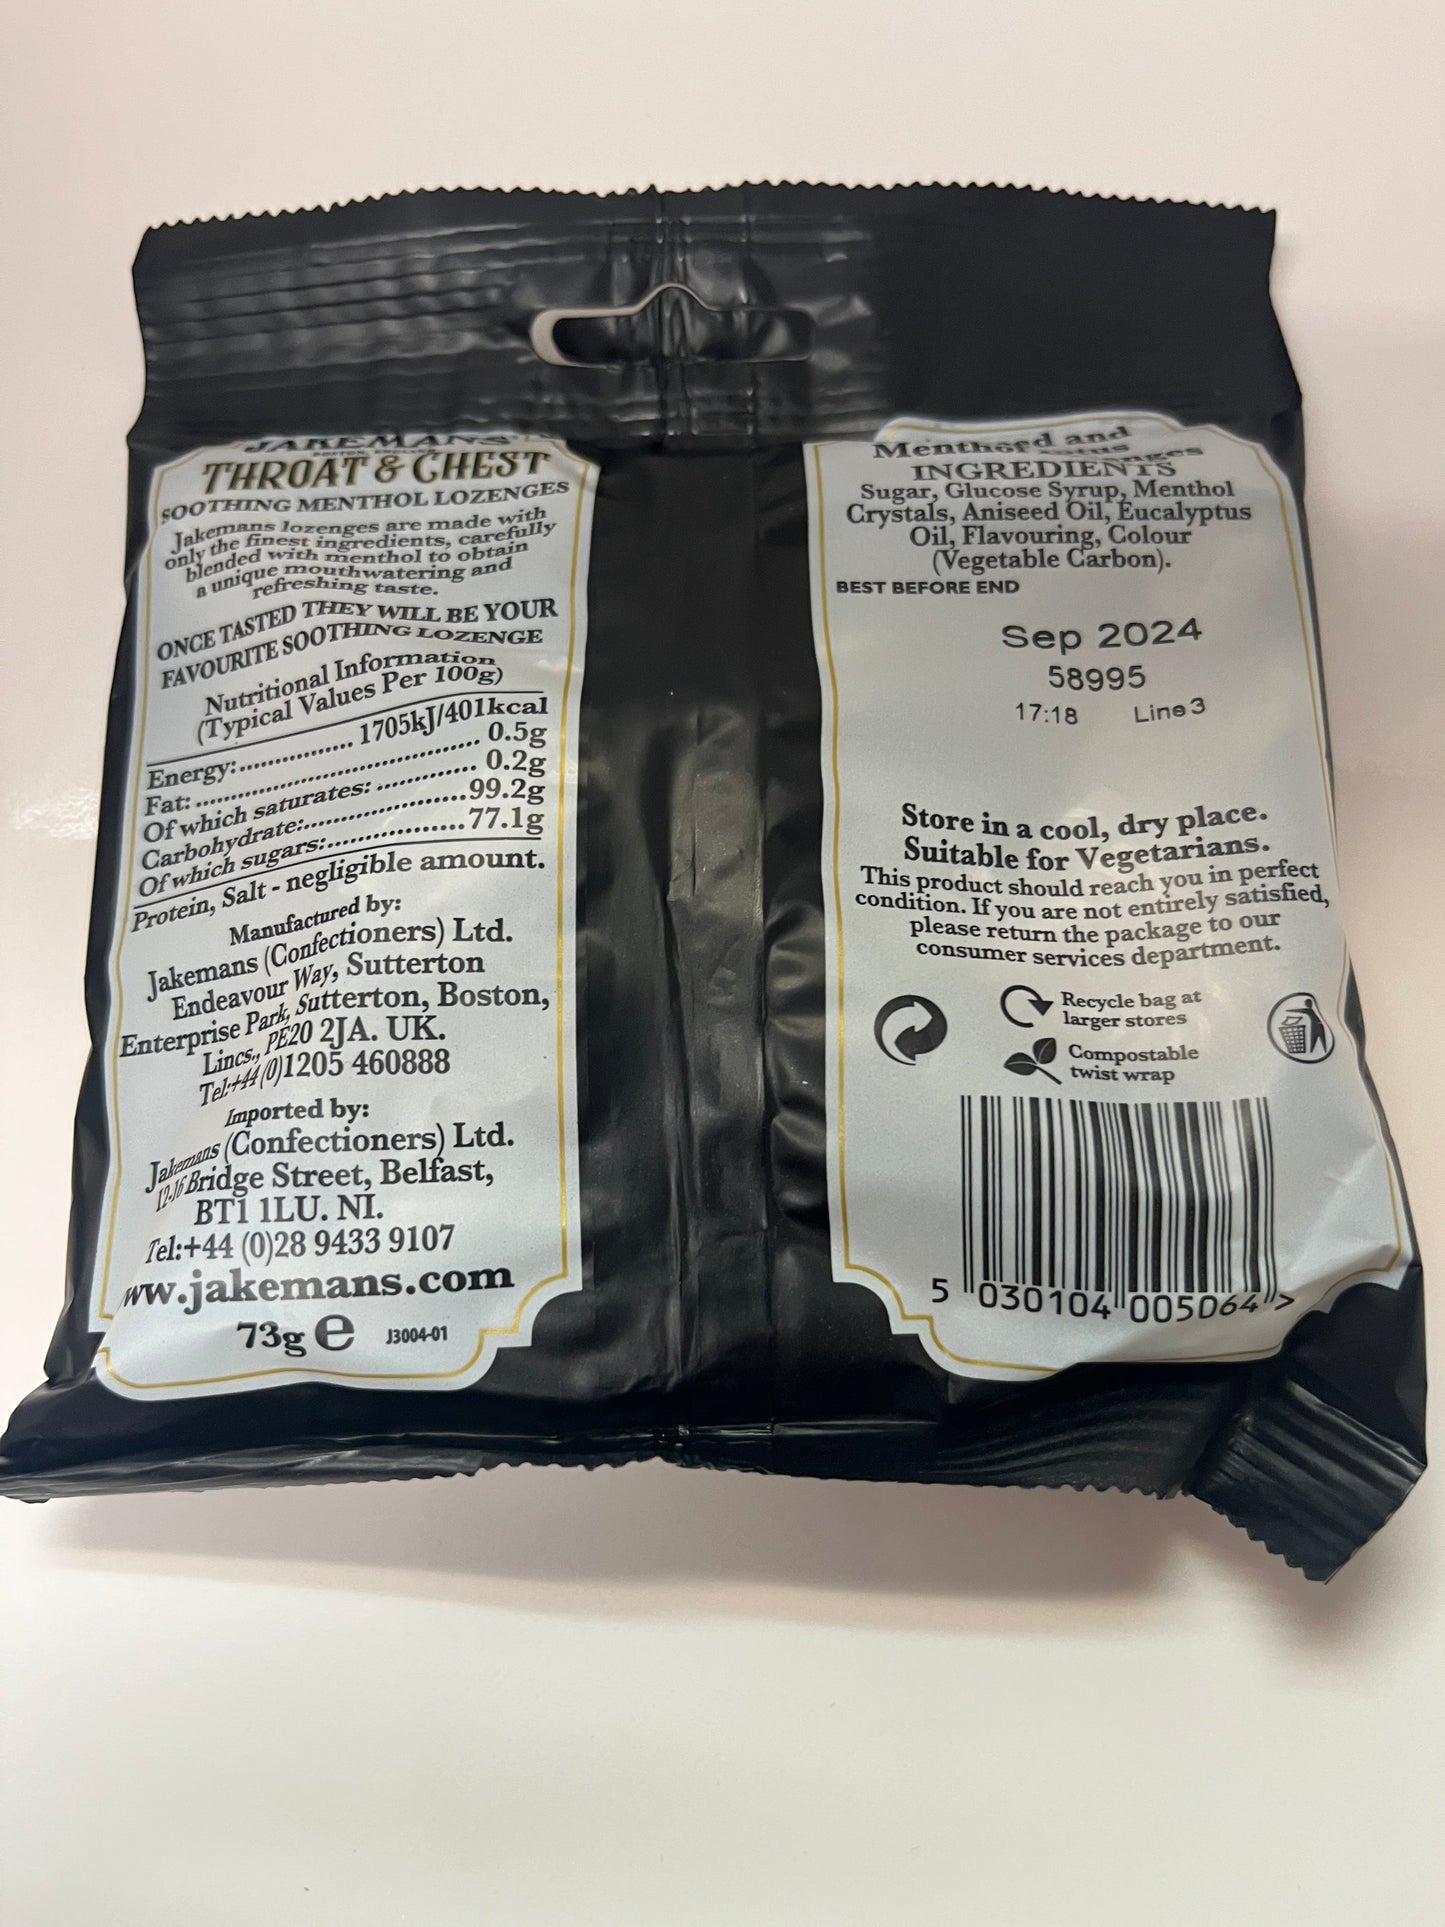 JAKEMANS
THROAT & CHEST
SOOTHING MENTHOL LOZENGES
Jakemans lozenges are made with
only the finest ingredients, carefully
blended with menthol to obtain
a unique mouthwatering and
refreshing taste.
ONCE TASTED THEY WILL BE YOUR
FAVOURITE SOOTHING LOZENGE
Nutritional Information
(Typical Values Per 100g)
Energy:................ 1705kJ/401kcal
Fat: ........................................ 0.5g
Of which saturates: .............. 0.2g
Carbohydrate:.......................99.2g
Of which sugars:...................77.1g
Protein, Salt - negligible amount.
Manufactured by:
Jakemans (Confectioners) Ltd.
Endeavour Way, Sutterton
Enterprise Park, Sutterton, Boston,
Lincs., PE20 2JA. UK.
Tel:+44 (0)1205 460888
Imported by:
Jakemans (Confectioners) Ltd.
12-16 Bridge Street, Belfast,
BT1 1LU. NI.
Tel:+44 (0)28 9433 9107
www.jakemans.com
73g e J3004-01
and
INGREDIENTS
Sugar, Glucose Syrup, Menthol
Crystals, Aniseed Oil, Eucalyptus
Oil, Flavouring, Colour
(Vegetable Carbon).
BEST BEFORE END
Sep 2024
58995
17:18 Line 3
Store in a cool, dry place.
Suitable for Vegetarians.
This product should reach you in perfect
condition. If you are not entirely satisfied,
please return the package to our
consumer services department.
Recycle bag at
larger stores
Compostable
twist wrap
5 030104 005064 >